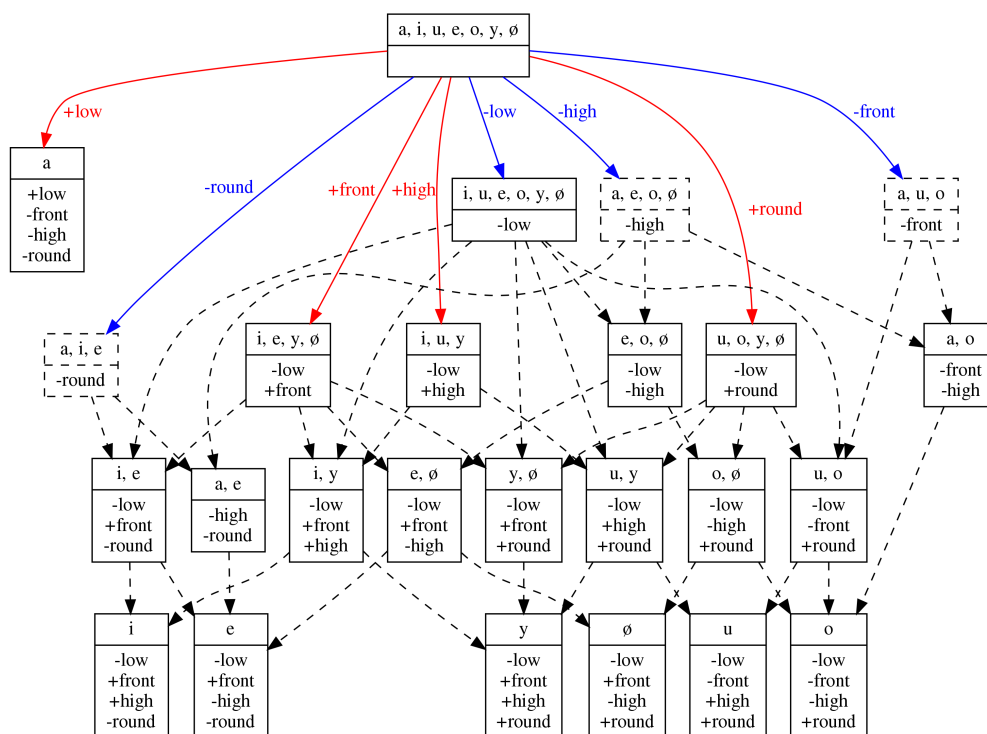 a, i, u, e, o, y, ø
+low
-round
+front
+high
-low
-high
+round
-front
a
+low
-front
-high
-round
i, u, e, o, y, ø
-low
a, e, o, ø
-high
a, u, o
-front
a, i, e
-round
i, e, y, ø
-low
+front
i, u, y
-low
+high
e, o, ø
-low
-high
u, o, y, ø
-low
+round
a, o
-front
-high
i, e
-low
+front
-round
a, e
-high
-round
i, y
-low
+front
+high
e, ø
-low
+front
-high
y, ø
-low
+front
+round
u, y
-low
+high
+round
o, ø
-low
-high
+round
u, o
-low
-front
+round
i
-low
+front
+high
-round
e
-low
+front
-high
-round
y
-low
+front
+high
+round
ø
-low
+front
-high
+round
u
-low
-front
+high
+round
o
-low
-front
-high
+round